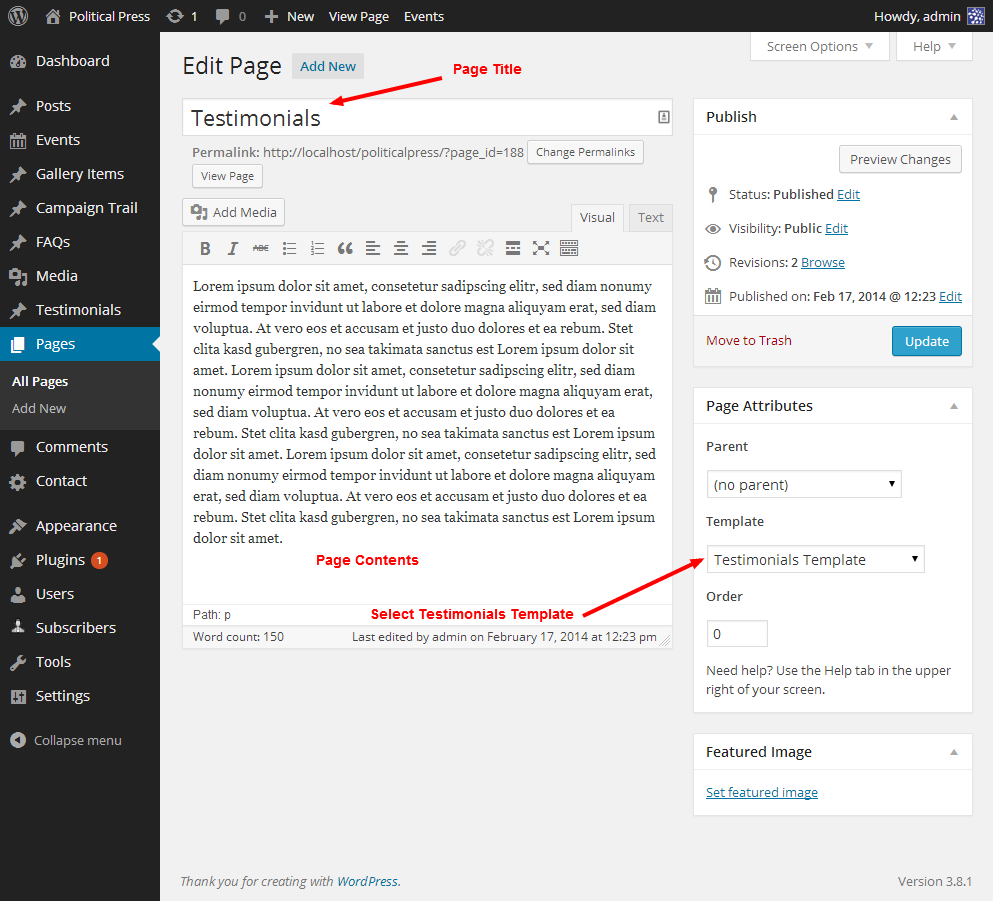 Political Press 1 0 New View Page Events Howdy, admin
Screen Options Help
Dashboard
Posts
Events
Gallery Items
Campaign Trail
FAQs
Media
Testimonials
Pages
All Pages
Add New
Comments
Contact
Appearance
Plugins 1
Users
Subscribers
Tools
Settings
Collapse menu
Edit Page Add New
Page Title
Testimonials
Permalink: http://localhost/politicalpress/?page_id=188 Change Permalinks
View Page
Add Media
Visual Text
B I ABC
Lorem ipsum dolor sit amet, consetetur sadipscing elitr, sed diam nonumy
eirmod tempor invidunt ut labore et dolore magna aliquyam erat, sed diam
voluptua. At vero eos et accusam et justo duo dolores et ea rebum. Stet
clita kasd gubergren, no sea takimata sanctus est Lorem ipsum dolor sit
amet. Lorem ipsum dolor sit amet, consetetur sadipscing elitr, sed diam
nonumy eirmod tempor invidunt ut labore et dolore magna aliquyam erat,
sed diam voluptua. At vero eos et accusam et justo duo dolores et ea
rebum. Stet clita kasd gubergren, no sea takimata sanctus est Lorem ipsum
dolor sit amet. Lorem ipsum dolor sit amet, consetetur sadipscing elitr, sed
diam nonumy eirmod tempor invidunt ut labore et dolore magna aliquyam
erat, sed diam voluptua. At vero eos et accusam et justo duo dolores et ea
rebum. Stet clita kasd gubergren, no sea takimata sanctus est Lorem ipsum
dolor sit amet.
Page Contents
Path: p
Select Testimonials Template
Word count: 150 Last edited by admin on February 17, 2014 at 12:23 pm
Publish
Preview Changes
Status: Published Edit
Visibility: Public Edit
Revisions: 2 Browse
Published on: Feb 17, 2014 @ 12:23 Edit
Move to Trash Update
Page Attributes
Parent
(no parent)
Template
Testimonials Template
Order
0
Need help? Use the Help tab in the upper
right of your screen.
Featured Image
Set featured image
Thank you for creating with WordPress. Version 3.8.1